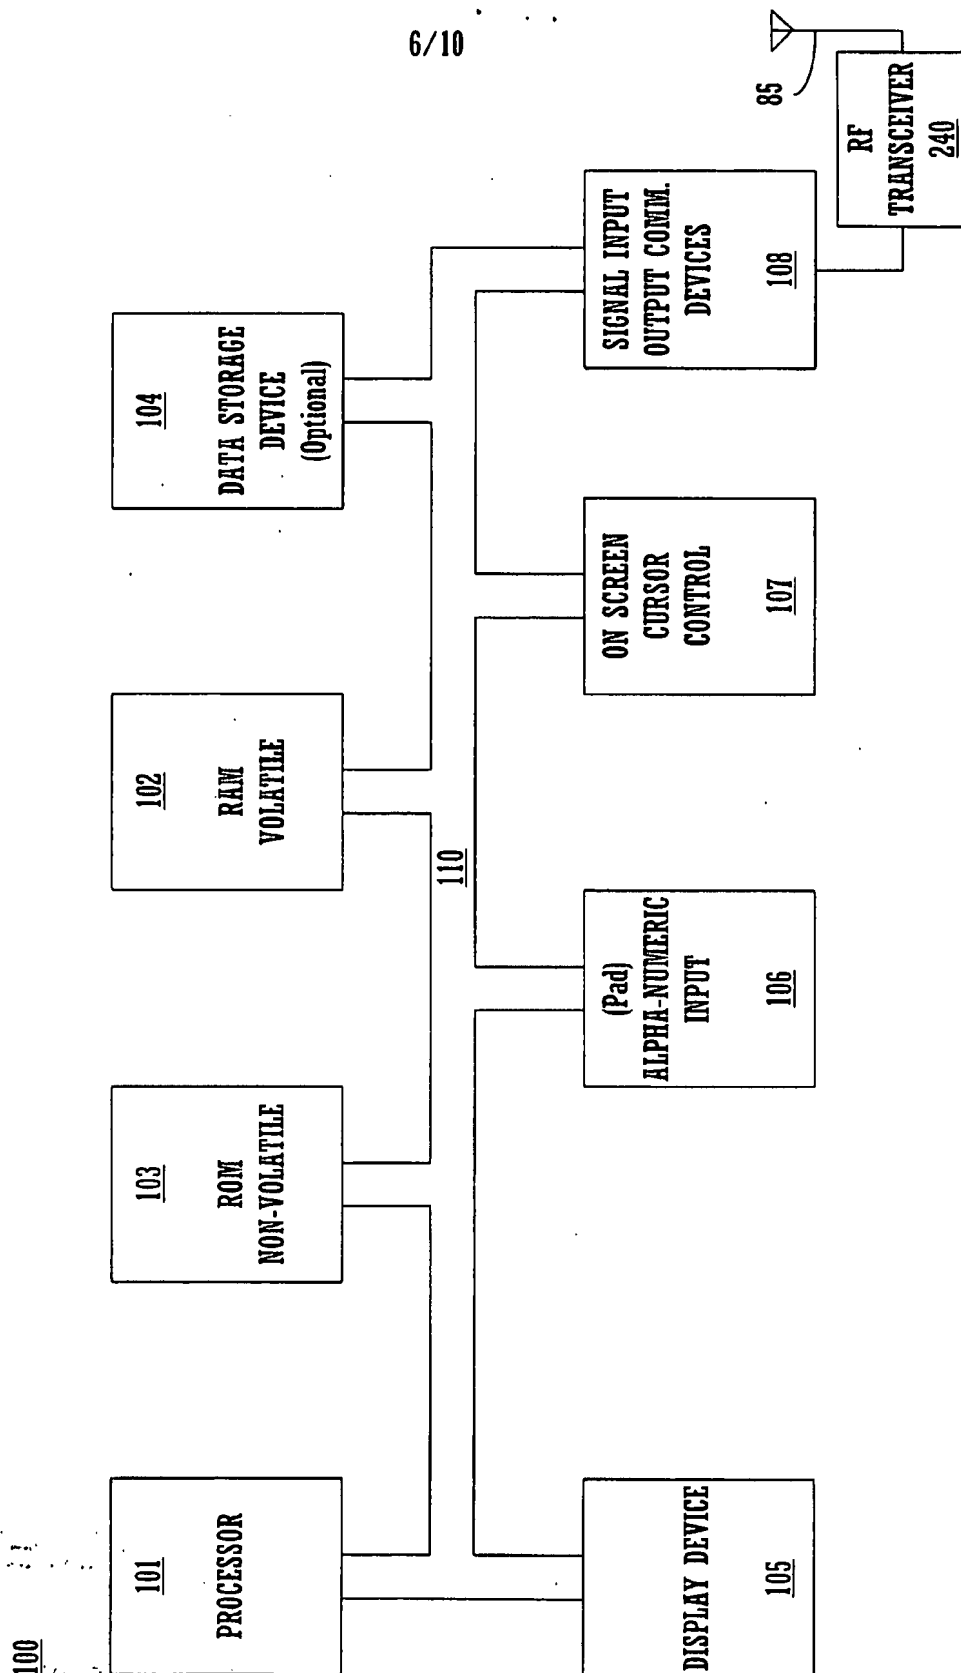 6/10
100
101
PROCESSOR
103
ROM
NON-VOLATILE
102
RAM
VOLATILE
104
DATA STORAGE
DEVICE
(Optional)
110
DISPLAY DEVICE
105
(Pad)
ALPHA-NUMERIC
INPUT
106
ON SCREEN
CURSOR
CONTROL
107
SIGNAL INPUT
OUTPUT COMM.
DEVICES
108
85
RF
TRANSCEIVER
240